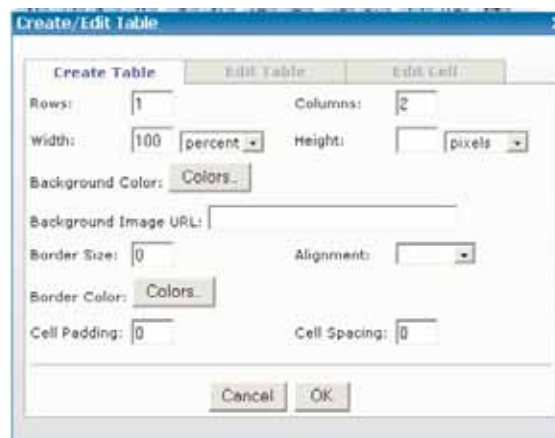 Create/Edit Table
Create Table Edit Table Edit Cell
Rows: 1 Columns: 2
Width: 100 percent Height: pixels
Background Color: Colors..
Background Image URL:
Border Size: 0 Alignment:
Border Color: Colors..
Cell Padding: 0 Cell Spacing: 0
Cancel OK